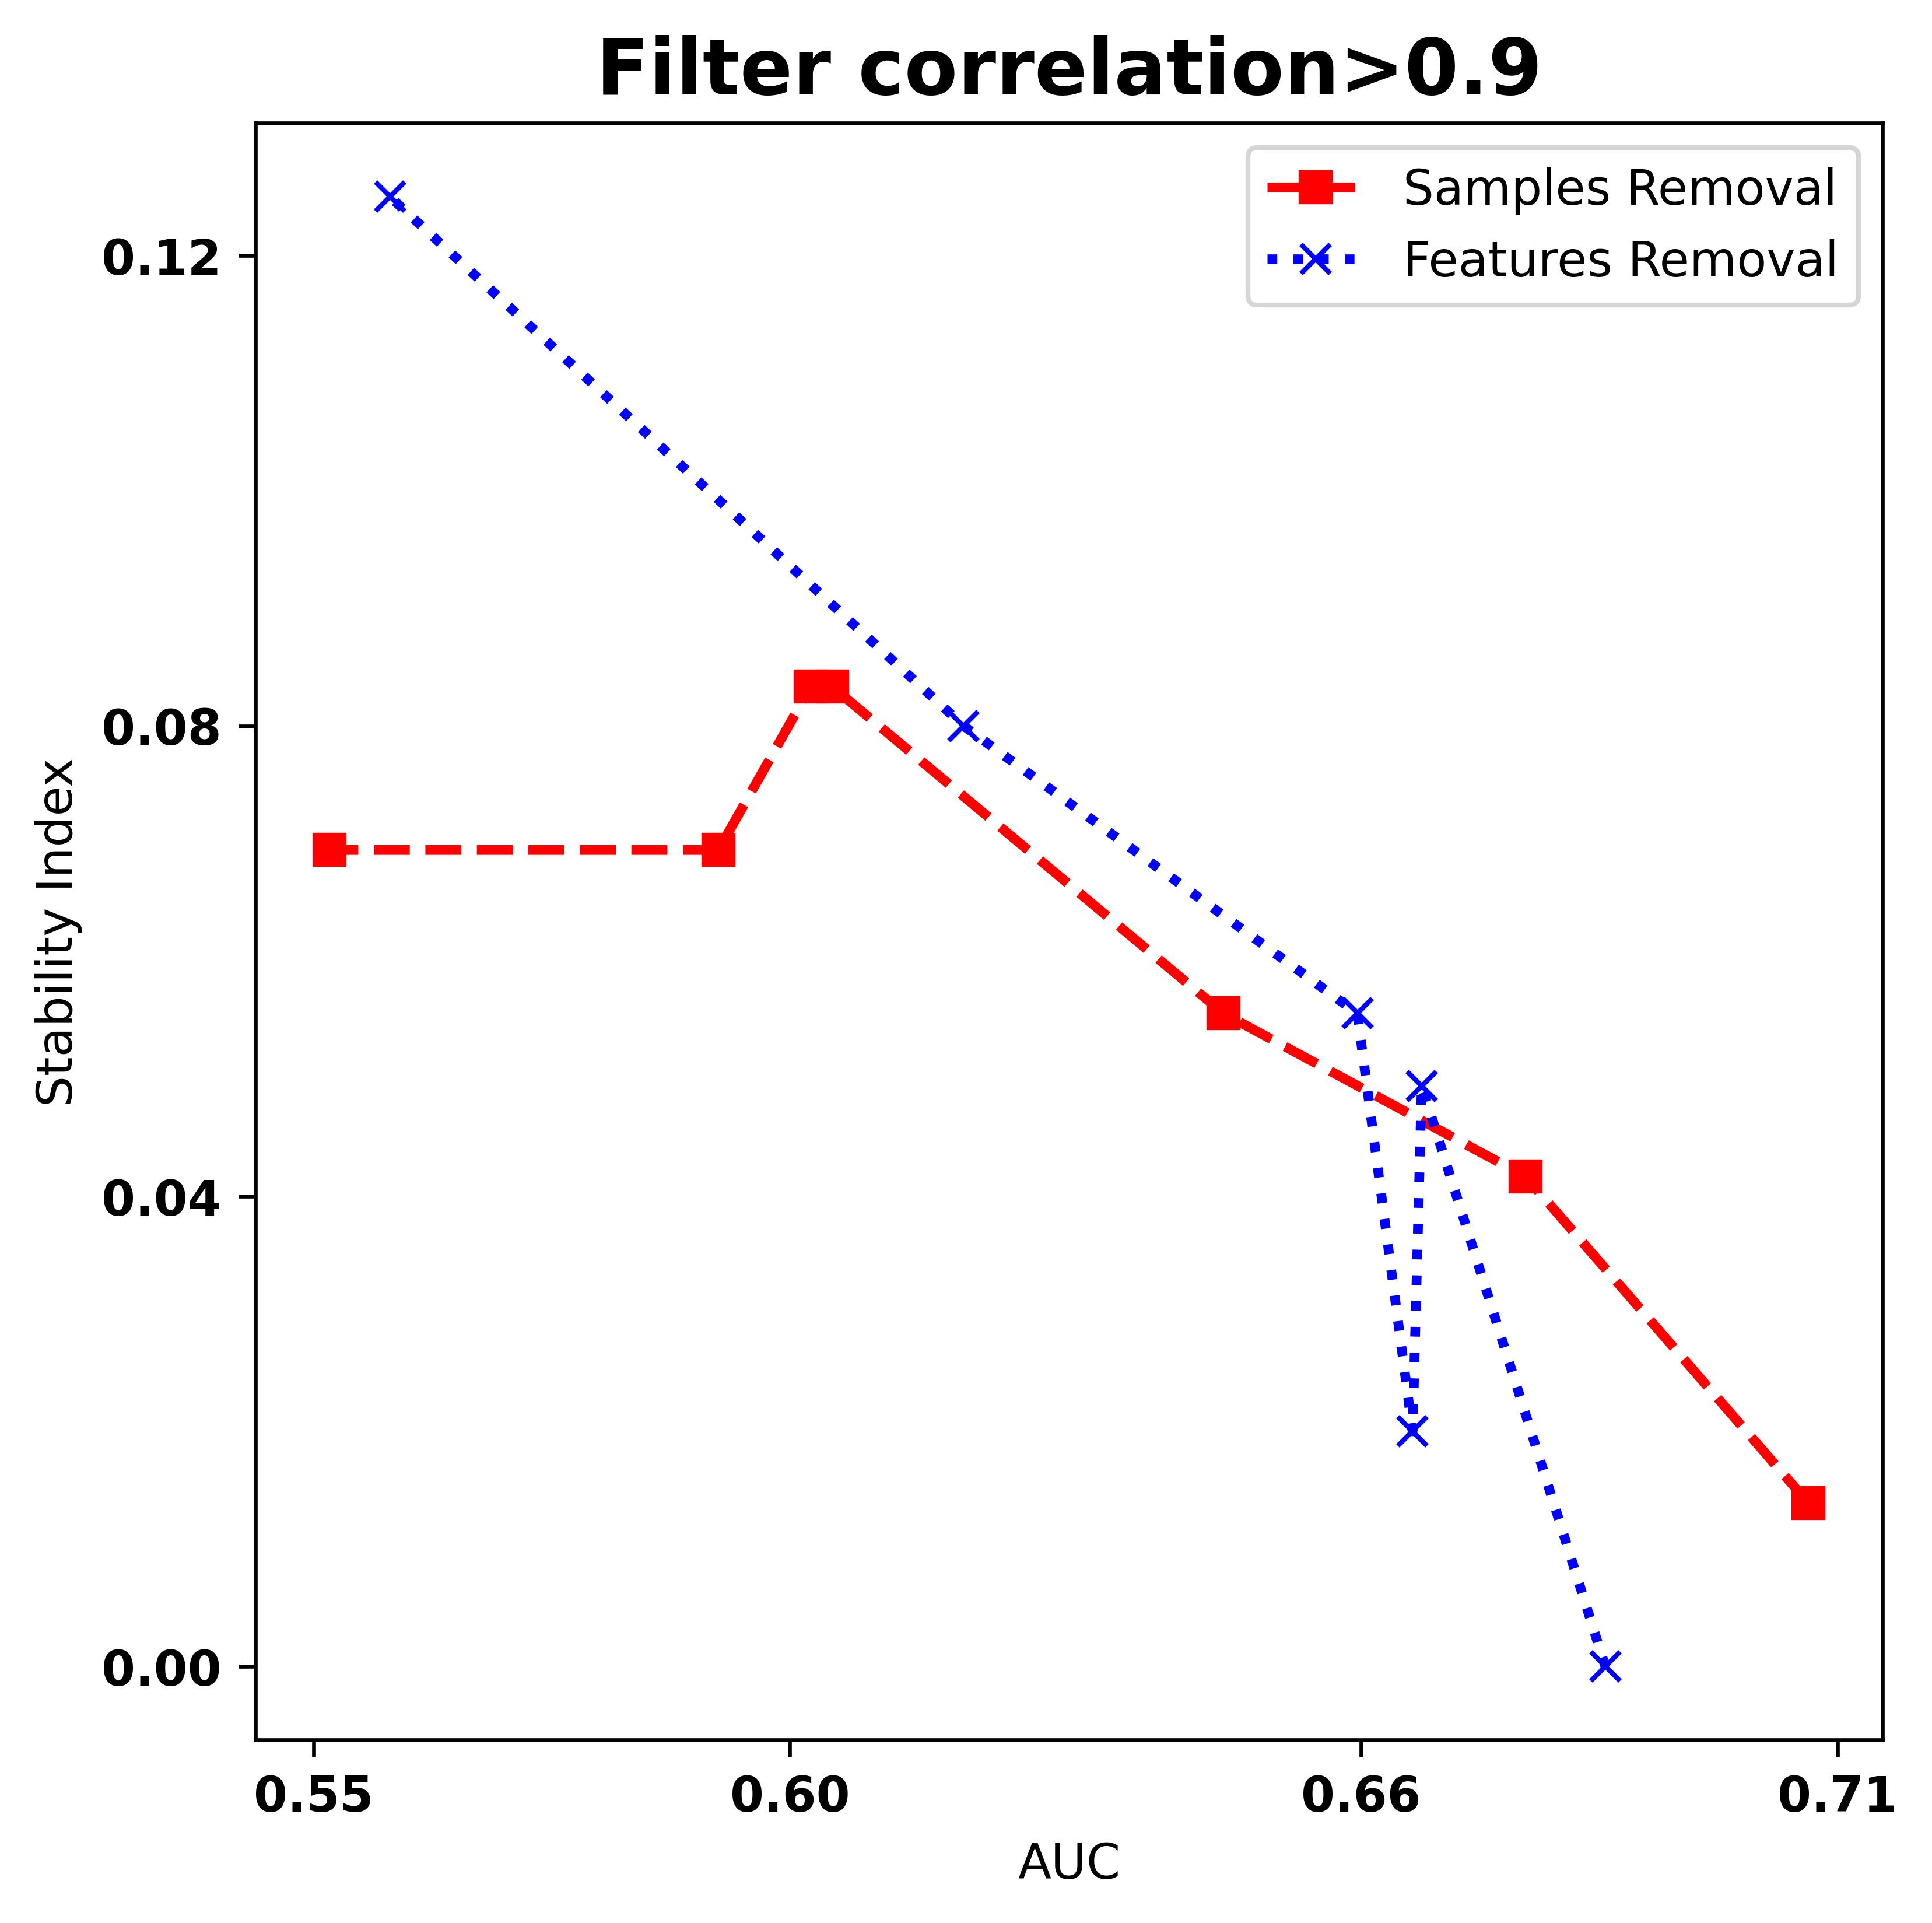 Filter correlation>0.9
Samples Removal
Features Removal
0.12
0.08
0.04
0.00
Stability Index
0.55 0.60 0.66 0.71
AUC